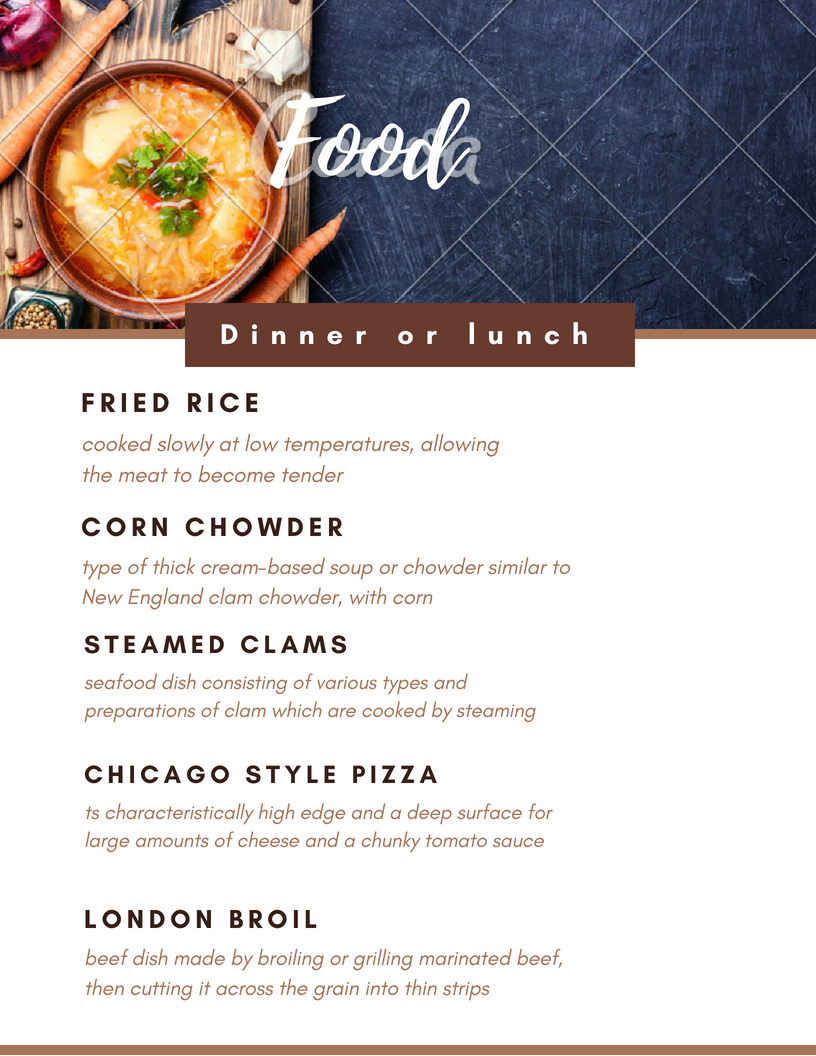 Food
Canva
Dinner or lunch
FRIED RICE
cooked slowly at low temperatures, allowing
the meat to become tender
CORN CHOWDER
type of thick cream-based soup or chowder similar to
New England clam chowder, with corn
STEAMED CLAMS
seafood dish consisting of various types and
preparations of clam which are cooked by steaming
CHICAGO STYLE PIZZA
ts characteristically high edge and a deep surface for
large amounts of cheese and a chunky tomato sauce
LONDON BROIL
beef dish made by broiling or grilling marinated beef,
then cutting it across the grain into thin strips